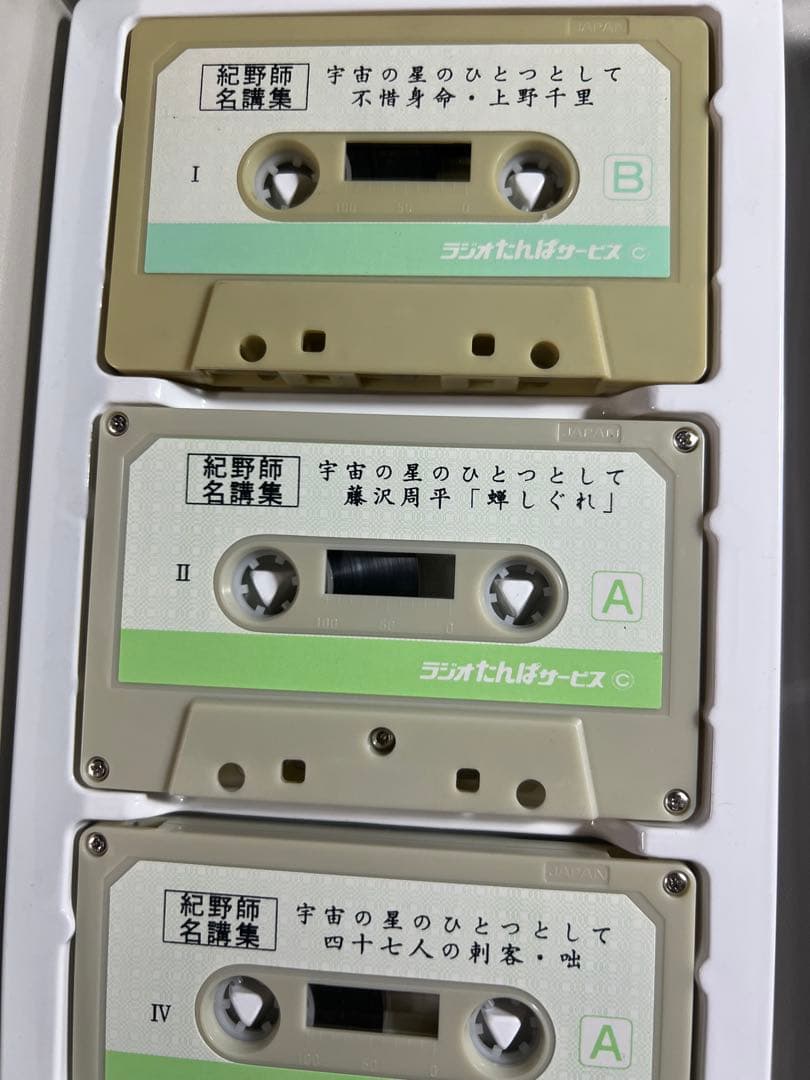 JAPAN
紀野師
名講集
宇宙の星のひとつとして
不惜身命・上野千里
I
B
100 50 0
ラジオたんぱサービス Ⓒ
JAPAN
紀野師
名講集
宇宙の星のひとつとして
藤沢周平「蝉しぐれ」
II
A
100 50 0
ラジオたんぱサービス Ⓒ
JAPAN
紀野師
名講集
宇宙の星のひとつとして
四十七人の刺客・咄
IV
A
100 50 0